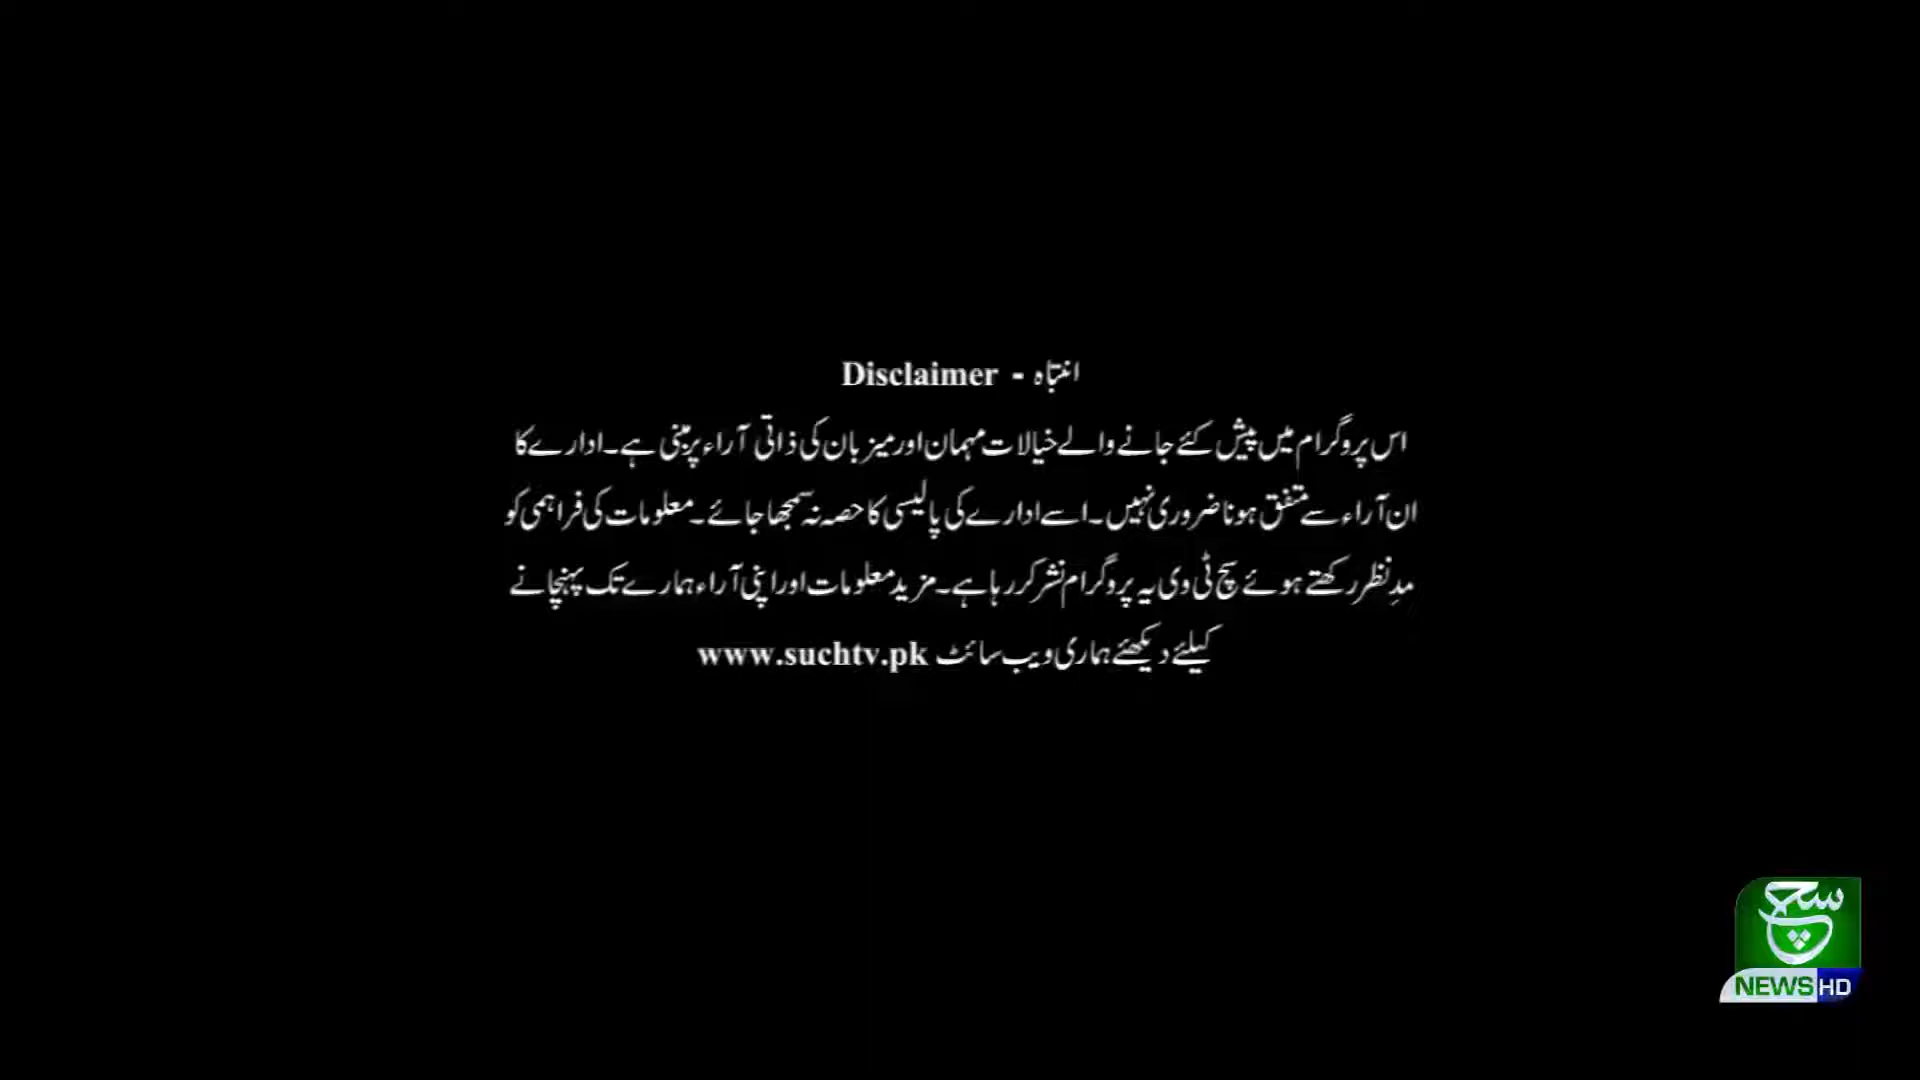 انتباہ - Disclaimer
اس پروگرام میں پیش کئے جانے والے خیالات مہمان اور میزبان کی ذاتی آراء پر مبنی ہے۔ ادارے کا
ان آراء سے متفق ہونا ضروری نہیں۔ اسے ادارے کی پالیسی کا حصہ نہ سمجھا جائے۔ معلومات کی فراہمی کو
مدِنظر رکھتے ہوئے سچ ٹی وی یہ پروگرام نشر کر رہا ہے۔ مزید معلومات اور اپنی آراء ہمارے تک پہنچانے
کیلئے دیکھئے ہماری ویب سائٹ www.suchtv.pk
سچ
NEWS HD